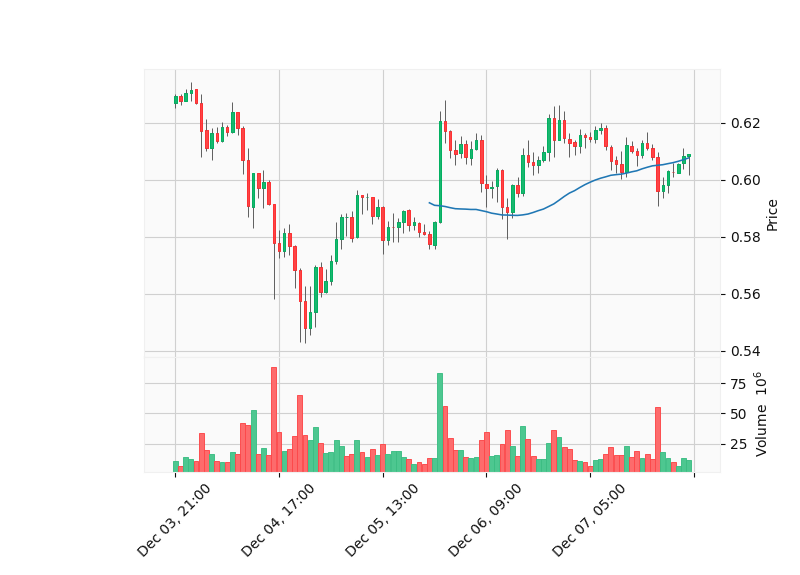 0.62
0.60
0.58
0.56
0.54
Price
75
50
25
Volume 10^6
Dec 03, 21:00
Dec 04, 17:00
Dec 05, 13:00
Dec 06, 09:00
Dec 07, 05:00